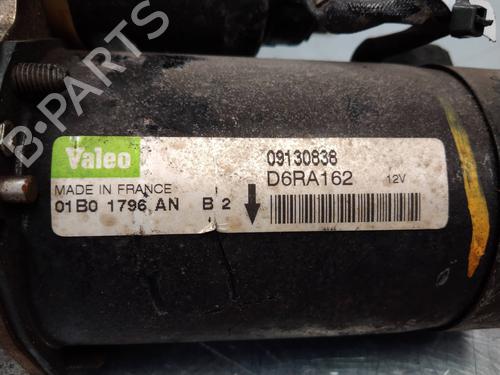 Valeo
09130838
MADE IN FRANCE
D6RA162 12V
01B0 1796 AN B 2
B-PARTS